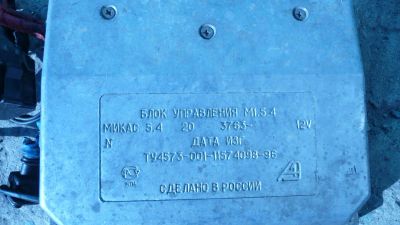 БЛОК УПРАВЛЕНИЯ М1.5.4
МИКАС 5.4 20 3763- 12V
N ДАТА ИЗГ
ТУ4573-001-11574098-96
СДЕЛАНО В РОССИИ